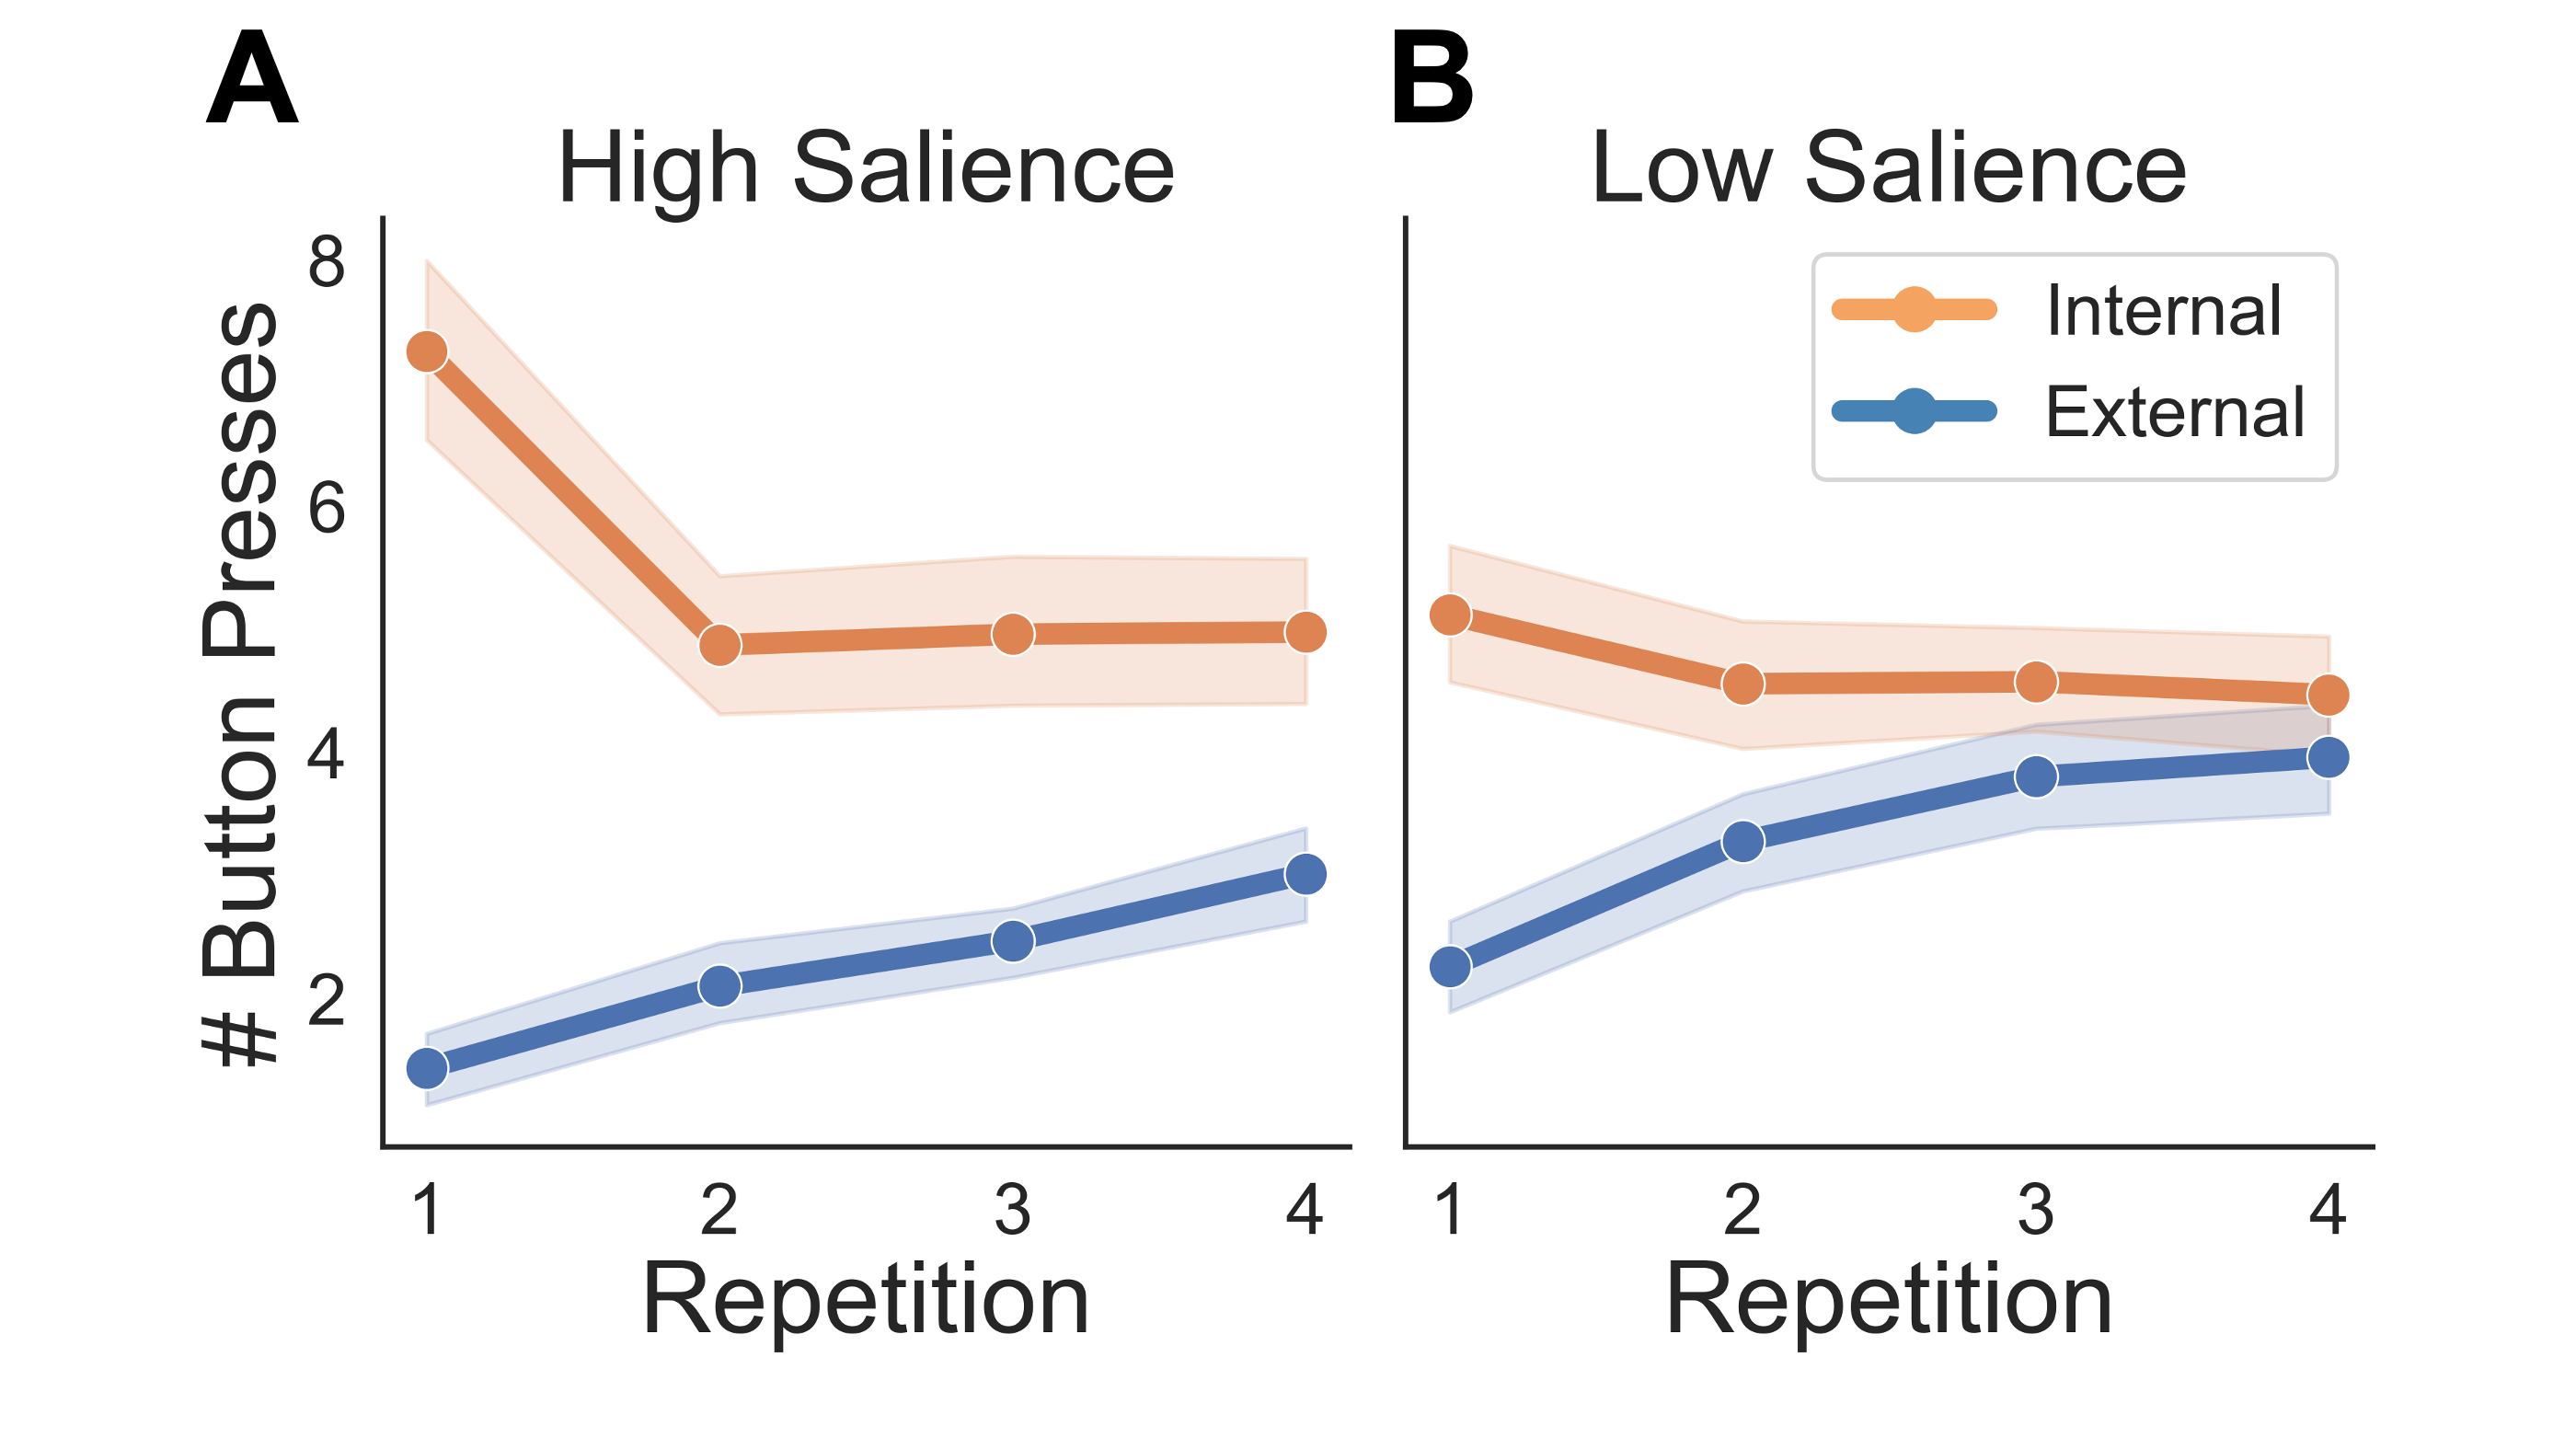 A
High Salience
# Button Presses
8
6
4
2
1 2 3 4
Repetition
B
Low Salience
Internal
External
1 2 3 4
Repetition